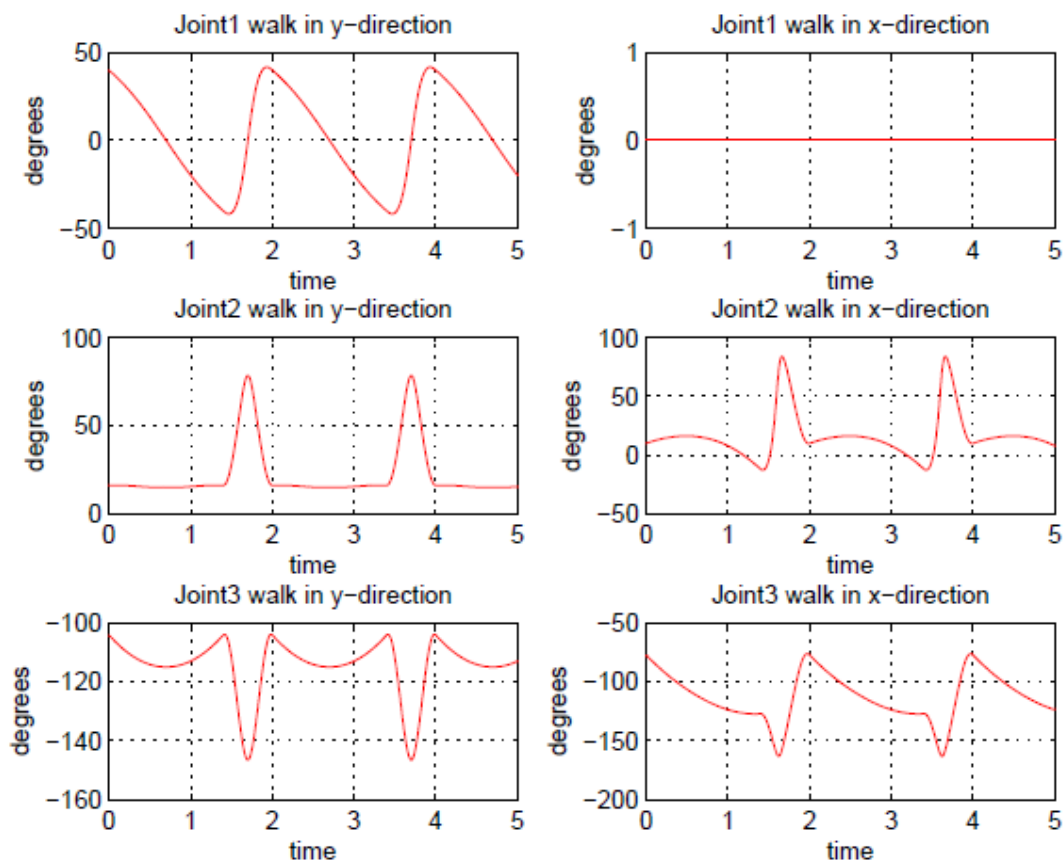 Joint1 walk in y−direction
50
0
−50
degrees
0 1 2 3 4 5
time
Joint1 walk in x−direction
1
0
−1
degrees
0 1 2 3 4 5
time
Joint2 walk in y−direction
100
50
0
degrees
0 1 2 3 4 5
time
Joint2 walk in x−direction
100
50
0
−50
degrees
0 1 2 3 4 5
time
Joint3 walk in y−direction
−100
−120
−140
−160
degrees
0 1 2 3 4 5
time
Joint3 walk in x−direction
−50
−100
−150
−200
degrees
0 1 2 3 4 5
time